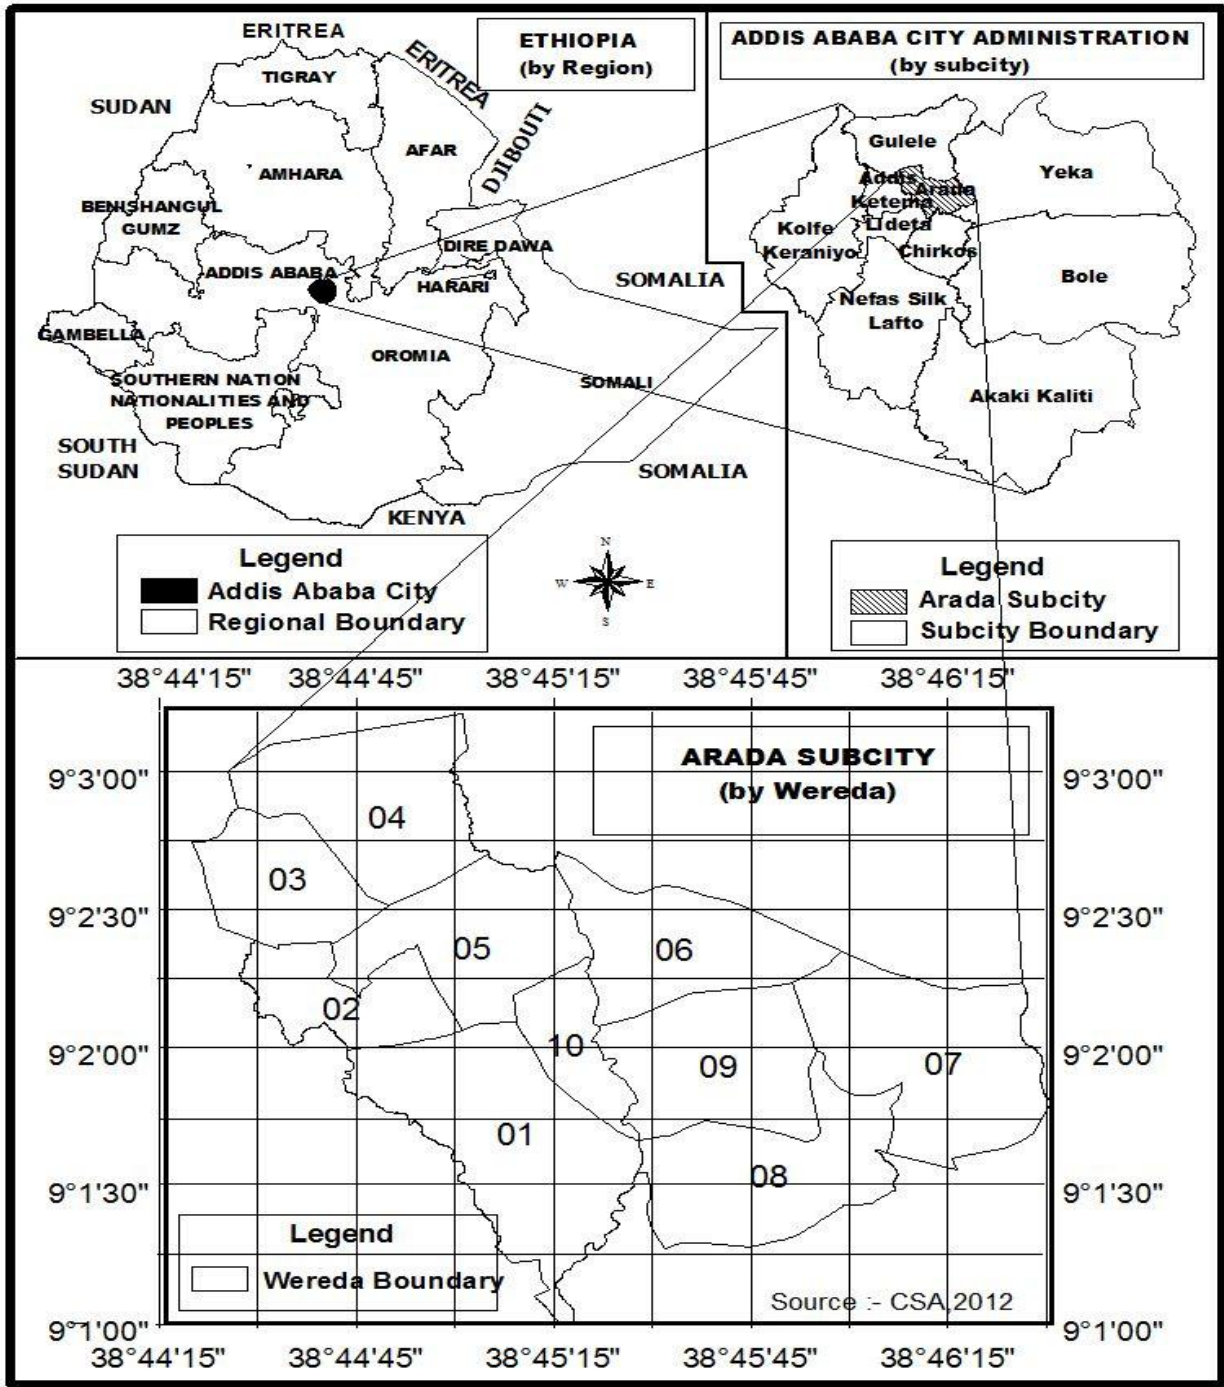 ERITREA
ETHIOPIA
(by Region)
ERITREA
TIGRAY
SUDAN
DJIBOUTI
AFAR
AMHARA
BENISHANGUL
GUMZ
DIRE DAWA
ADDIS ABABA
HARARI
SOMALIA
GAMBELLA
OROMIA
SOUTHERN NATION
NATIONALITIES AND
PEOPLES
SOMALI
SOUTH
SUDAN
SOMALIA
KENYA
Legend
Addis Ababa City
Regional Boundary
N
W E
S
ADDIS ABABA CITY ADMINISTRATION
(by subcity)
Gulele
Yeka
Addis
Ketema
Arada
Lideta
Kolfe
Keraniyo
Chirkos
Bole
Nefas Silk
Lafto
Akaki Kaliti
Legend
Arada Subcity
Subcity Boundary
38°44'15" 38°44'45" 38°45'15" 38°45'45" 38°46'15"
ARADA SUBCITY
(by Wereda)
9°3'00" 9°3'00"
04
03
9°2'30" 9°2'30"
05
06
02
10
9°2'00" 9°2'00"
09
07
01
08
9°1'30" 9°1'30"
Legend
Wereda Boundary
Source :- CSA,2012
9°1'00" 9°1'00"
38°44'15" 38°44'45" 38°45'15" 38°45'45" 38°46'15"